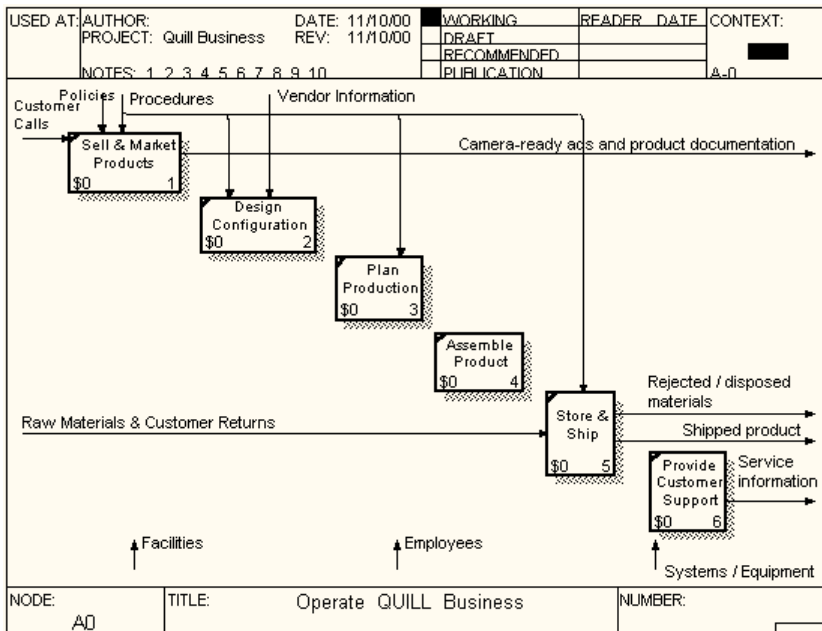 USED AT:
AUTHOR:
DATE: 11/10/00
PROJECT: Quill Business
REV: 11/10/00
NOTES: 1 2 3 4 5 6 7 8 9 10
WORKING
DRAFT
RECOMMENDED
PUBLICATION
READER
DATE
CONTEXT:
A-0
Policies
Procedures
Vendor Information
Customer
Calls
Sell & Market
Products
$0 1
Camera-ready ads and product documentation
Design
Configuration
$0 2
Plan
Production
$0 3
Assemble
Product
$0 4
Rejected / disposed
materials
Raw Materials & Customer Returns
Store &
Ship
$0 5
Shipped product
Provide
Customer
Support
$0 6
Service
information
Facilities
Employees
Systems / Equipment
NODE:
A0
TITLE:
Operate QUILL Business
NUMBER: